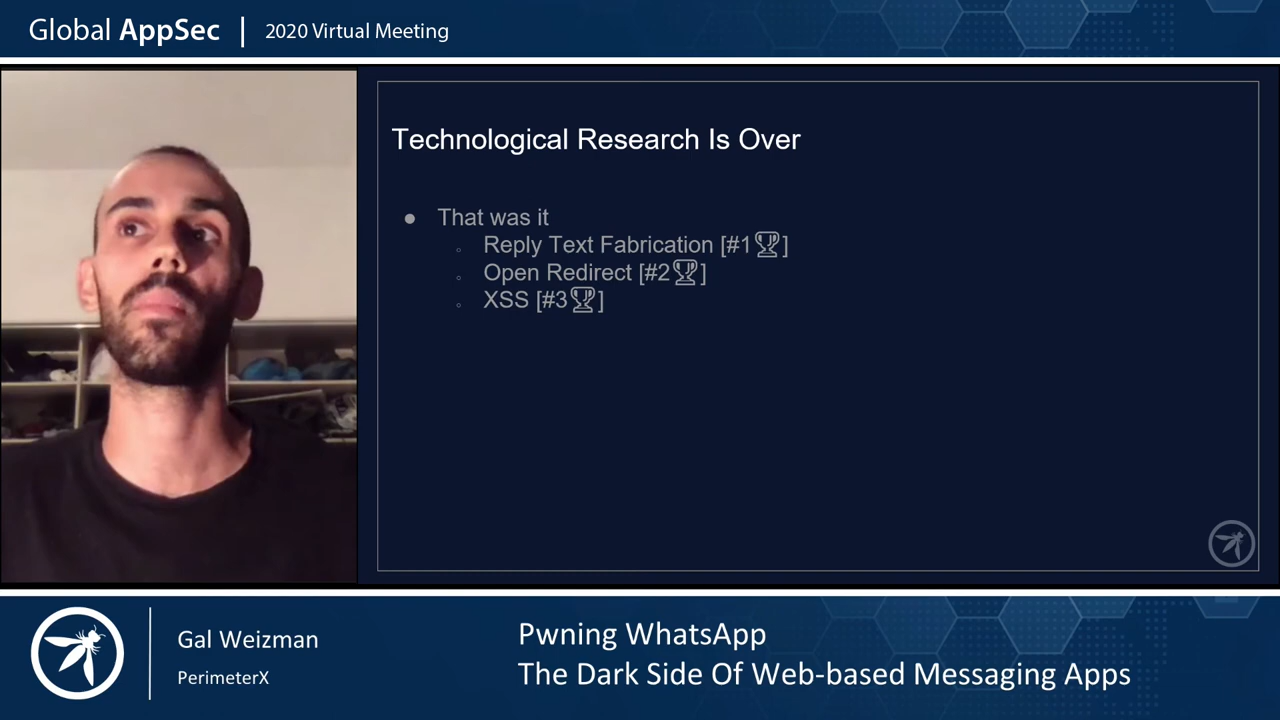 Global AppSec | 2020 Virtual Meeting
Technological Research Is Over
● That was it
○ Reply Text Fabrication [#1🏆]
○ Open Redirect [#2🏆]
○ XSS [#3🏆]
Gal Weizman
PerimeterX
Pwning WhatsApp
The Dark Side Of Web-based Messaging Apps